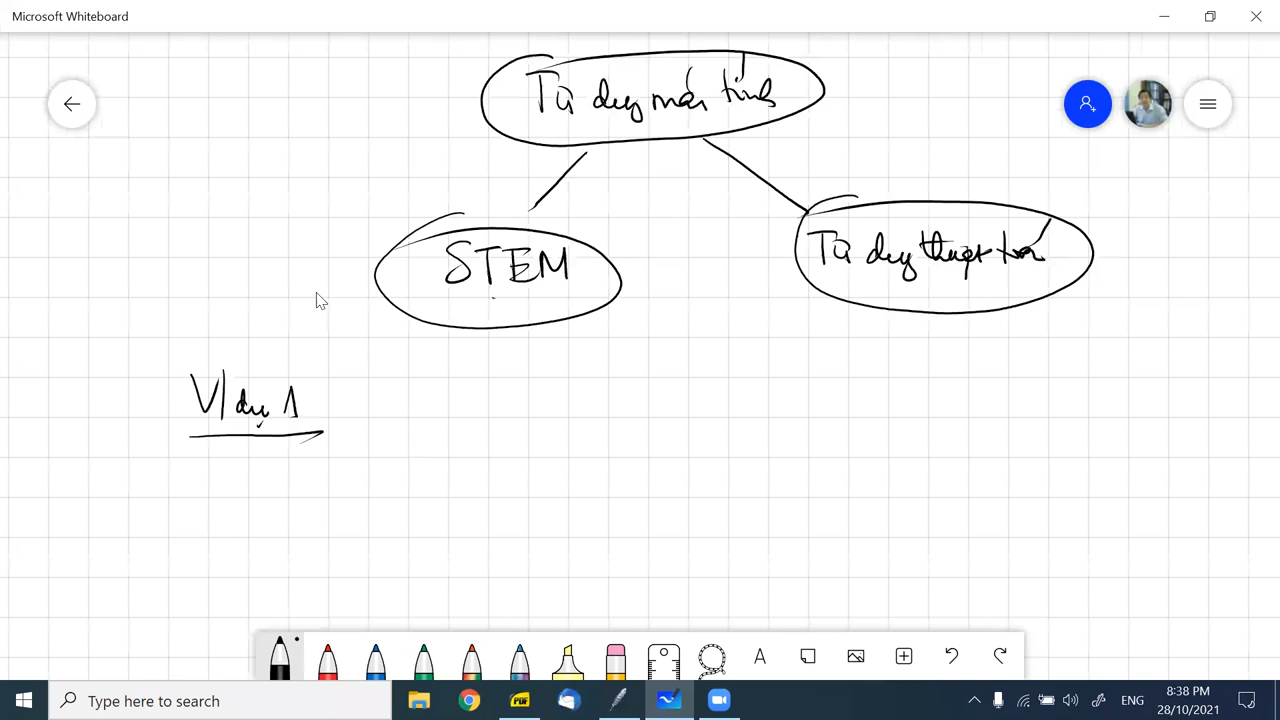 Microsoft Whiteboard
Tư duy máy tính
STEM
Tư duy thuật toán
Ví dụ 1
A
Type here to search
PDF
ENG
8:38 PM
28/10/2021